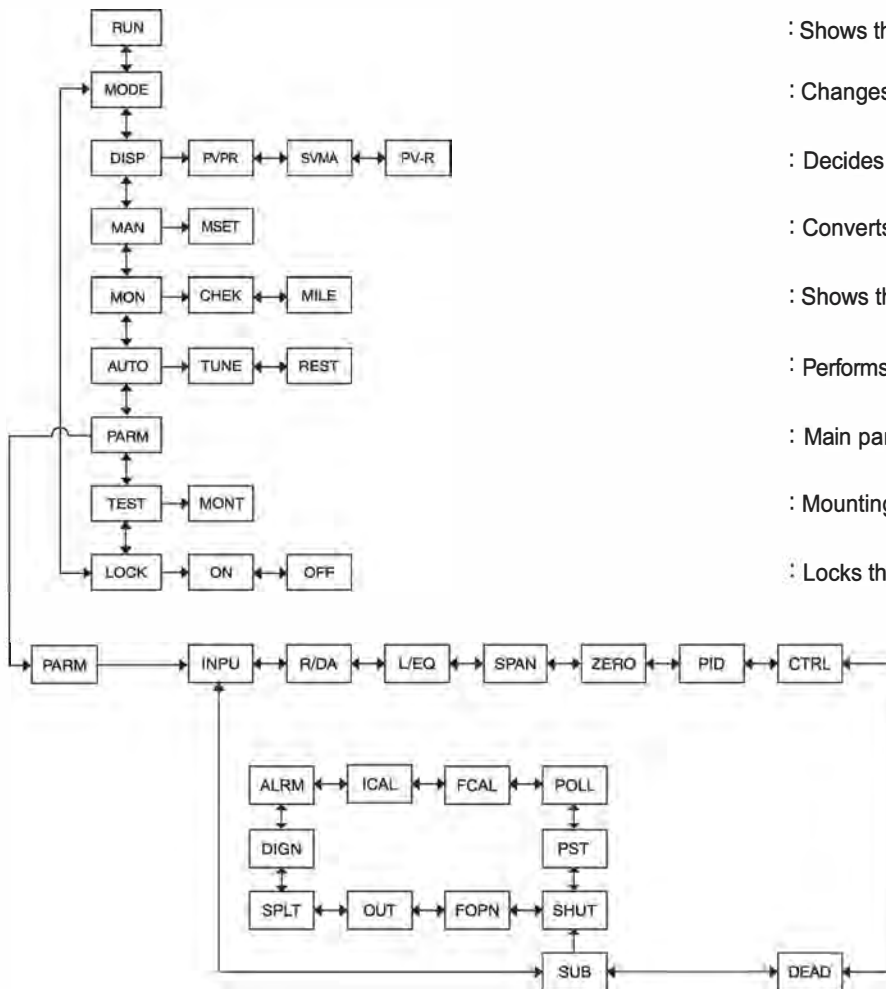 RUN
: Shows th
MODE
: Changes
DISP PVPR SVMA PV-R
: Decides
MAN MSET
: Converts
MON CHEK MILE
: Shows th
AUTO TUNE REST
: Performs
PARM
: Main par
TEST MONT
: Mounting
LOCK ON OFF
: Locks th
PARM INPU R/DA L/EQ SPAN ZERO PID CTRL
ALRM ICAL FCAL POLL
DIGN PST
SPLT OUT FOPN SHUT
SUB DEAD